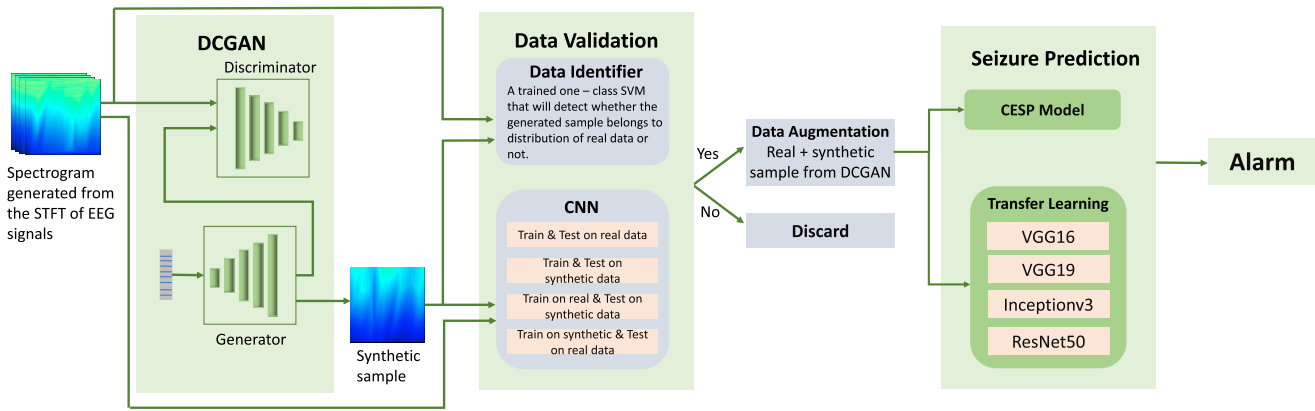 Spectrogram
generated from
the STFT of EEG
signals
DCGAN
Discriminator
Generator
Synthetic
sample
Data Validation
Data Identifier
A trained one – class SVM
that will detect whether the
generated sample belongs to
distribution of real data or
not.
CNN
Train & Test on real data
Train & Test on
synthetic data
Train on real & Test on
synthetic data
Train on synthetic & Test
on real data
Yes
No
Data Augmentation
Real + synthetic
sample from DCGAN
Discard
Seizure Prediction
CESP Model
Transfer Learning
VGG16
VGG19
Inceptionv3
ResNet50
Alarm